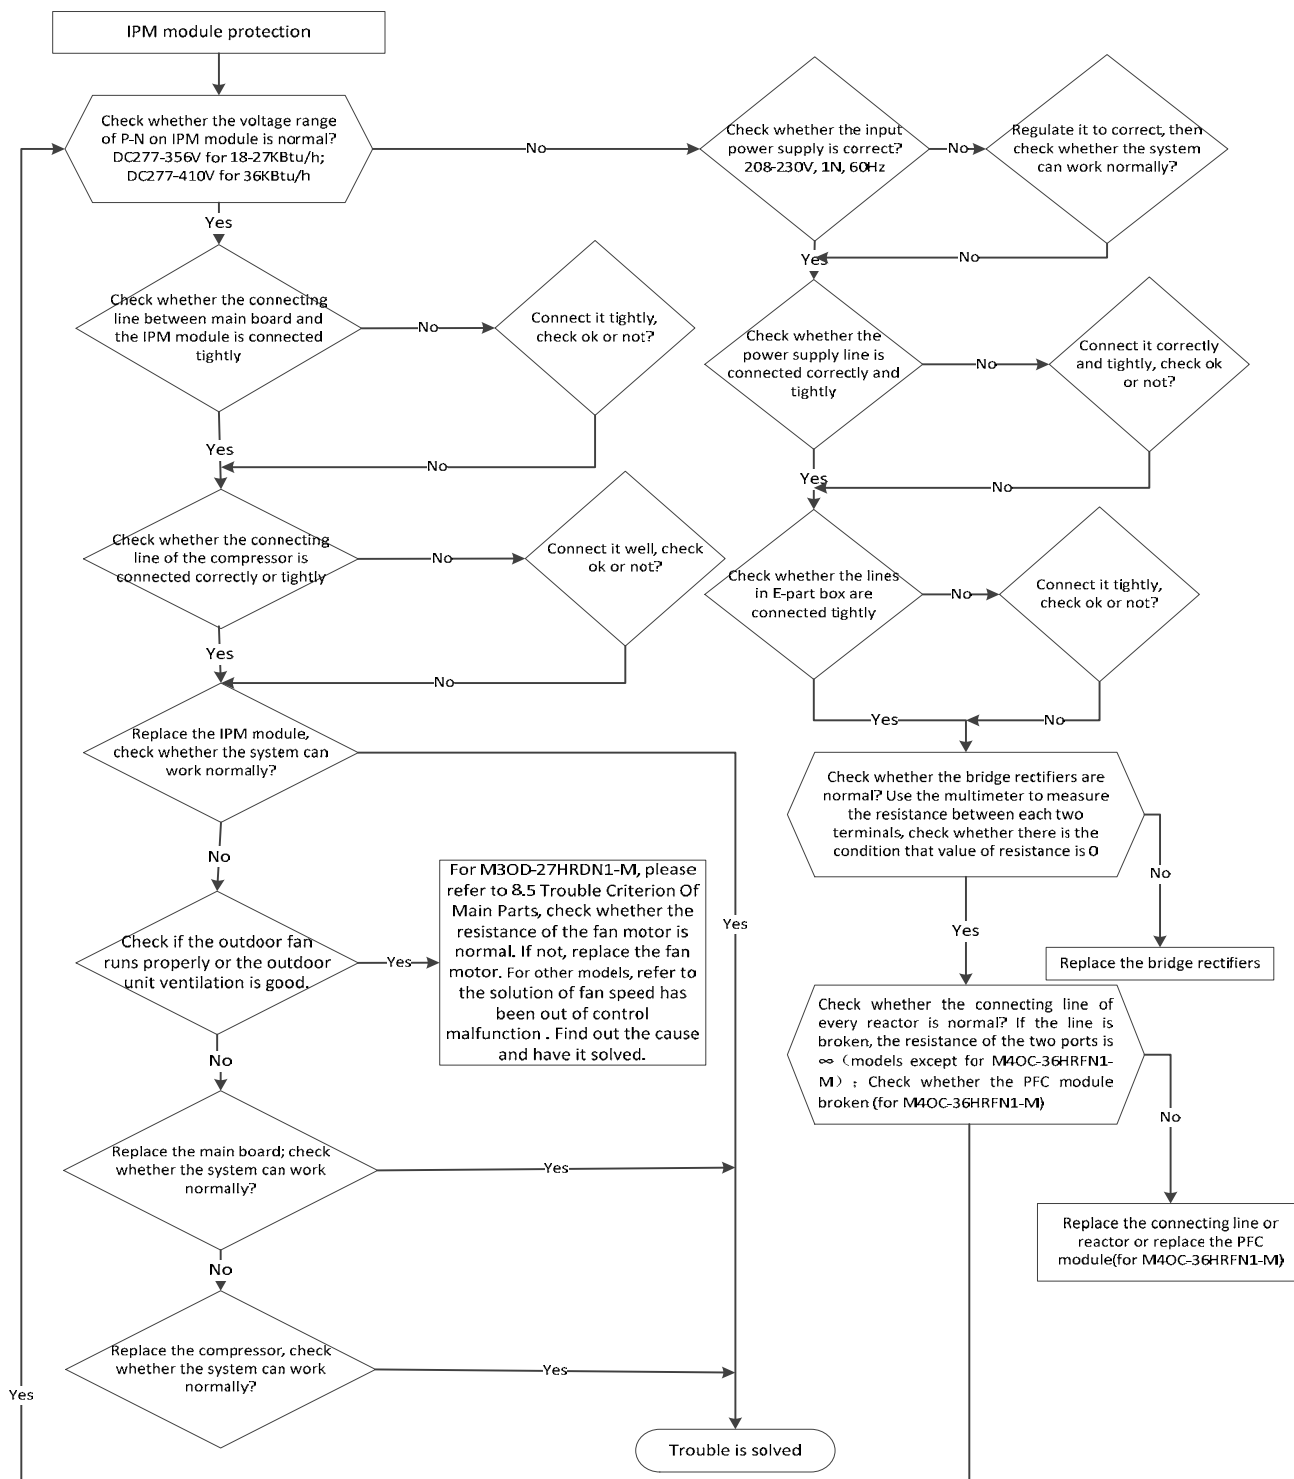 IPM module protection
Check whether the voltage range
of P-N on IPM module is normal?
DC277-356V for 18-27KBtu/h;
DC277-410V for 36KBtu/h
No
Check whether the input
power supply is correct?
208-230V, 1N, 60Hz
No
Regulate it to correct, then
check whether the system
can work normally?
Yes
Yes
No
Check whether the connecting
line between main board and
the IPM module is connected
tightly
No
Connect it tightly,
check ok or not?
Check whether the
power supply line is
connected correctly and
tightly
No
Connect it correctly
and tightly, check ok
or not?
Yes
No
Yes
No
Check whether the connecting
line of the compressor is
connected correctly or tightly
No
Connect it well, check
ok or not?
Check whether the lines
in E-part box are
connected tightly
No
Connect it tightly,
check ok or not?
Yes
No
Yes
No
Replace the IPM module,
check whether the system can
work normally?
Check whether the bridge rectifiers are
normal? Use the multimeter to measure
the resistance between each two
terminals, check whether there is the
condition that value of resistance is 0
No
No
Yes
Yes
Check if the outdoor fan
runs properly or the outdoor
unit ventilation is good.
Yes
For M3OD-27HRDN1-M, please
refer to 8.5 Trouble Criterion Of
Main Parts, check whether the
resistance of the fan motor is
normal. If not, replace the fan
motor. For other models, refer to
the solution of fan speed has
been out of control
malfunction . Find out the cause
and have it solved.
Replace the bridge rectifiers
Check whether the connecting line of
every reactor is normal? If the line is
broken, the resistance of the two ports is
∞（models except for M4OC-36HRFN1-
M）; Check whether the PFC module
broken (for M4OC-36HRFN1-M)
No
No
Replace the main board; check
whether the system can work
normally?
Yes
Replace the connecting line or
reactor or replace the PFC
module(for M4OC-36HRFN1-M)
No
Replace the compressor, check
whether the system can work
normally?
Yes
Yes
Trouble is solved